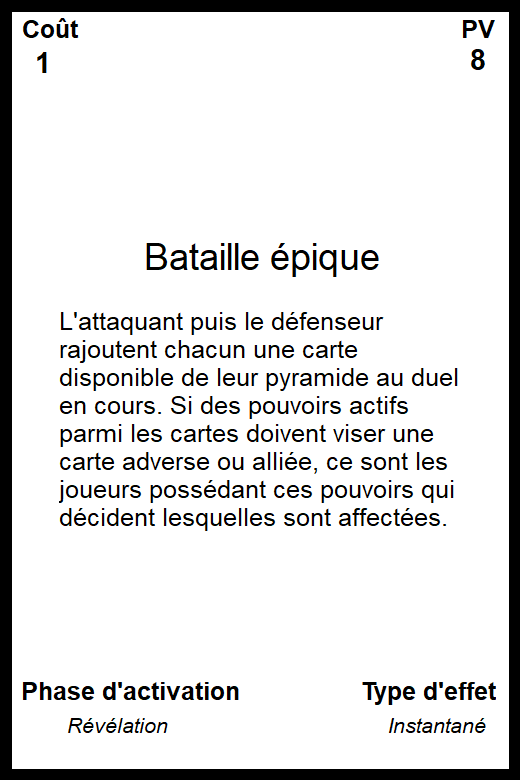 Coût PV
1 8
Bataille épique
L'attaquant puis le défenseur
rajoutent chacun une carte
disponible de leur pyramide au duel
en cours. Si des pouvoirs actifs
parmi les cartes doivent viser une
carte adverse ou alliée, ce sont les
joueurs possédant ces pouvoirs qui
décident lesquelles sont affectées.
Phase d'activation Type d'effet
Révélation Instantané